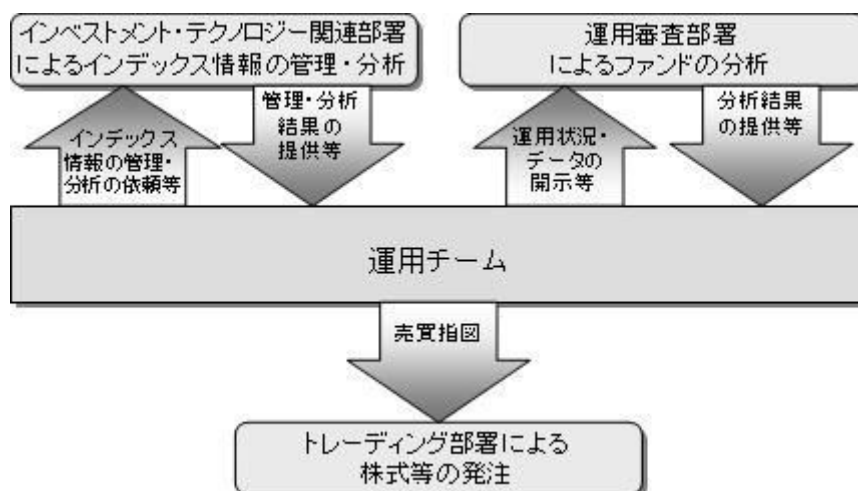 インベストメント・テクノロジー関連部署
によるインデックス情報の管理・分析
運用審査部署
によるファンドの分析
インデックス
情報の管理・
分析の依頼等
管理・分析
結果の
提供等
運用状況・
データの
開示等
分析結果
の提供等
運用チーム
売買指図
トレーディング部署による
株式等の発注